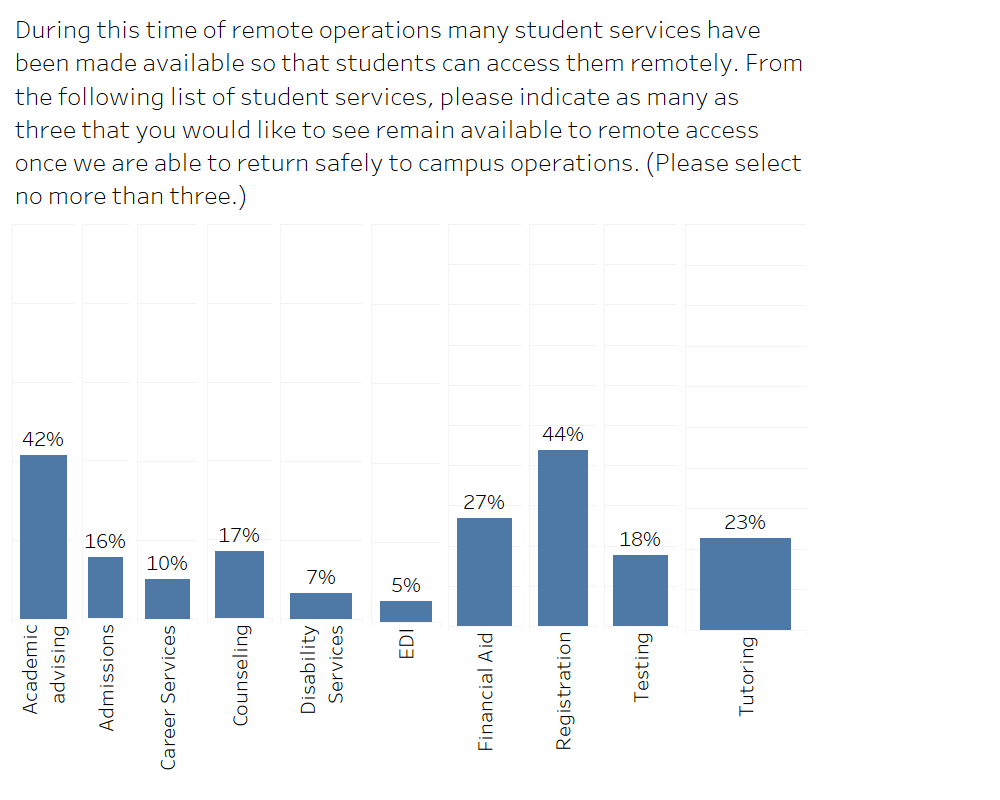 During this time of remote operations many student services have
been made available so that students can access them remotely. From
the following list of student services, please indicate as many as
three that you would like to see remain available to remote access
once we are able to return safely to campus operations. (Please select
no more than three.)
42%
16%
10%
17%
7%
5%
27%
44%
18%
23%
Academic
advising
Admissions
Career Services
Counseling
Disability
Services
EDI
Financial Aid
Registration
Testing
Tutoring